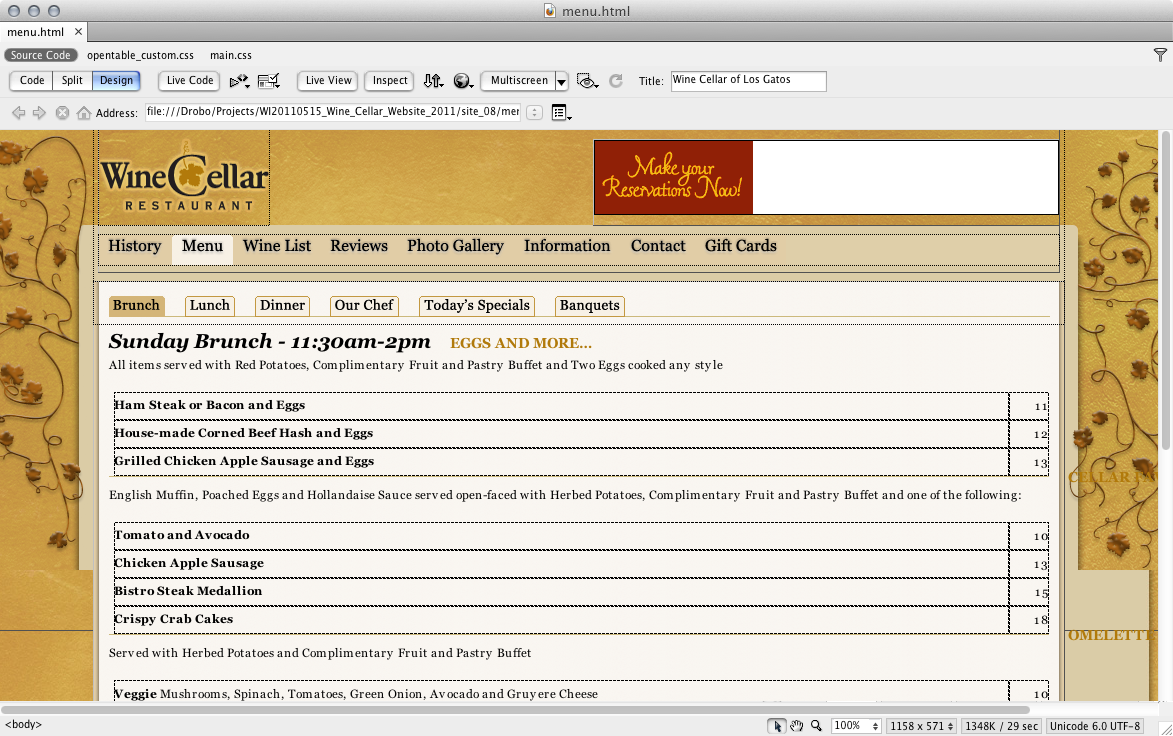 menu.html
menu.html ×
Source Code opentable_custom.css main.css
Code Split Design Live Code Live View Inspect Multiscreen Title: Wine Cellar of Los Gatos
Address: file:///Drobo/Projects/WI20110515_Wine_Cellar_Website_2011/site_08/mer
Wine Cellar
RESTAURANT
Make your
Reservations Now!
History Menu Wine List Reviews Photo Gallery Information Contact Gift Cards
Brunch Lunch Dinner Our Chef Today's Specials Banquets
Sunday Brunch - 11:30am-2pm EGGS AND MORE...
All items served with Red Potatoes, Complimentary Fruit and Pastry Buffet and Two Eggs cooked any style
Ham Steak or Bacon and Eggs 11
House-made Corned Beef Hash and Eggs 12
Grilled Chicken Apple Sausage and Eggs 13
CELLAR
English Muffin, Poached Eggs and Hollandaise Sauce served open-faced with Herbed Potatoes, Complimentary Fruit and Pastry Buffet and one of the following:
Tomato and Avocado 10
Chicken Apple Sausage 13
Bistro Steak Medallion 15
Crispy Crab Cakes 18
OMELETTE
Served with Herbed Potatoes and Complimentary Fruit and Pastry Buffet
Veggie Mushrooms, Spinach, Tomatoes, Green Onion, Avocado and Gruyere Cheese 10
<body> 100% 1158 x 571 1348K / 29 sec Unicode 6.0 UTF-8